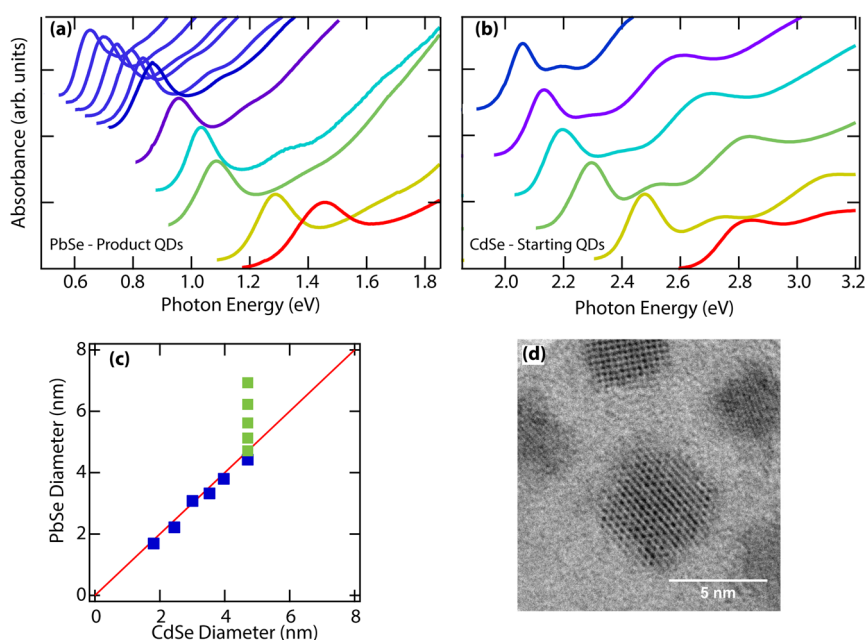 (a)
Absorbance (arb. units)
PbSe - Product QDs
0.6 0.8 1.0 1.2 1.4 1.6 1.8
Photon Energy (eV)
(b)
CdSe - Starting QDs
2.0 2.2 2.4 2.6 2.8 3.0 3.2
Photon Energy (eV)
(c)
PbSe Diameter (nm)
8
6
4
2
0
0 2 4 6 8
CdSe Diameter (nm)
(d)
5 nm